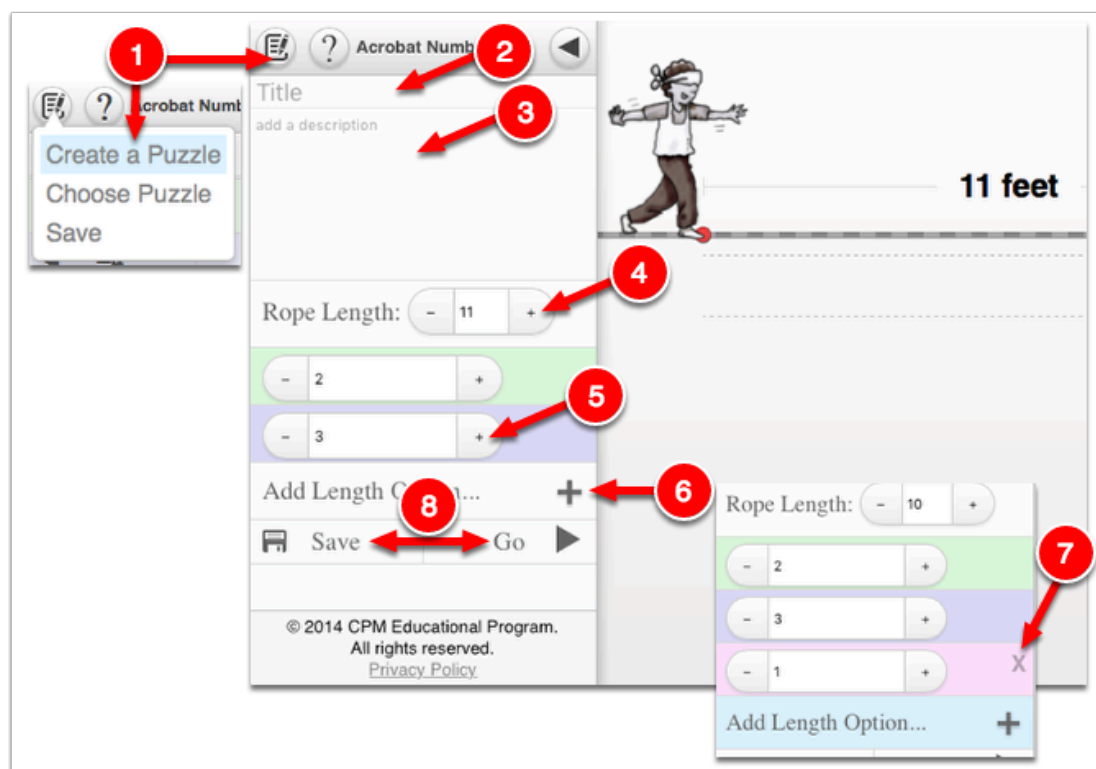 1
2
3
4
5
6
7
8
? Acrobat Numb
Create a Puzzle
Choose Puzzle
Save
? Acrobat Numb
Title
add a description
Rope Length: - 11 +
- 2 +
- 3 +
Add Length O n...
Save Go
© 2014 CPM Educational Program.
All rights reserved.
Privacy Policy
11 feet
Rope Length: - 10 +
- 2 +
- 3 +
- 1 + X
Add Length Option... +